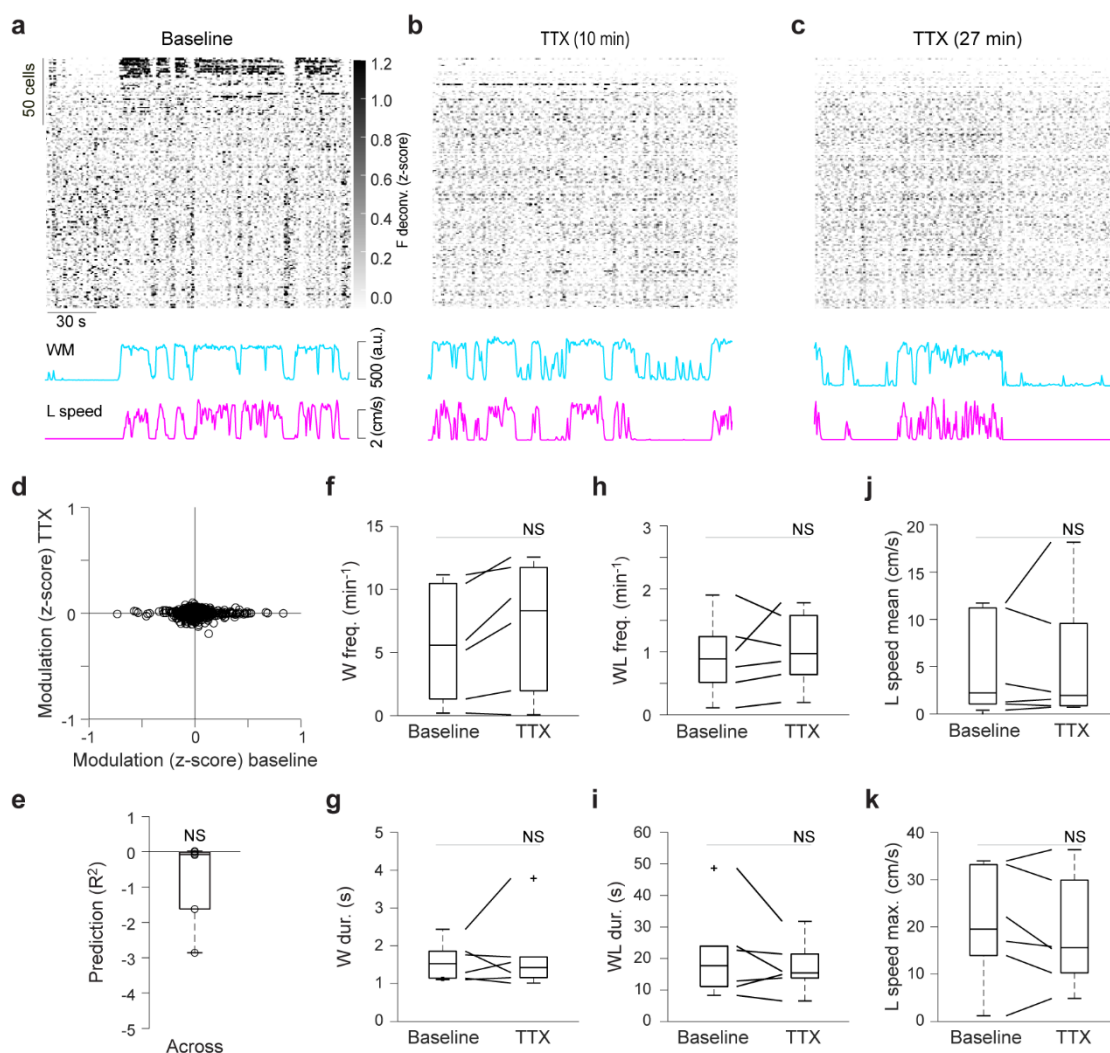 a
Baseline
b
TTX (10 min)
c
TTX (27 min)
50 cells
1.2
1.0
0.8
0.6
0.4
0.2
0.0
F deconv. (z-score)
30 s
WM
500 (a.u.)
L speed
2 (cm/s)
d
Modulation (z-score) TTX
1
-1
-1
0
1
Modulation (z-score) baseline
f
W freq. (min-1)
15
10
5
0
NS
Baseline
TTX
h
WL freq. (min-1)
3
2
1
0
NS
Baseline
TTX
j
L speed mean (cm/s)
20
15
10
5
0
NS
Baseline
TTX
e
Prediction (R2)
1
0
-1
-2
-3
-4
-5
NS
Across
g
W dur. (s)
5
4
3
2
1
0
NS
Baseline
TTX
i
WL dur. (s)
60
50
40
30
20
10
0
NS
Baseline
TTX
k
L speed max. (cm/s)
40
30
20
10
0
NS
Baseline
TTX